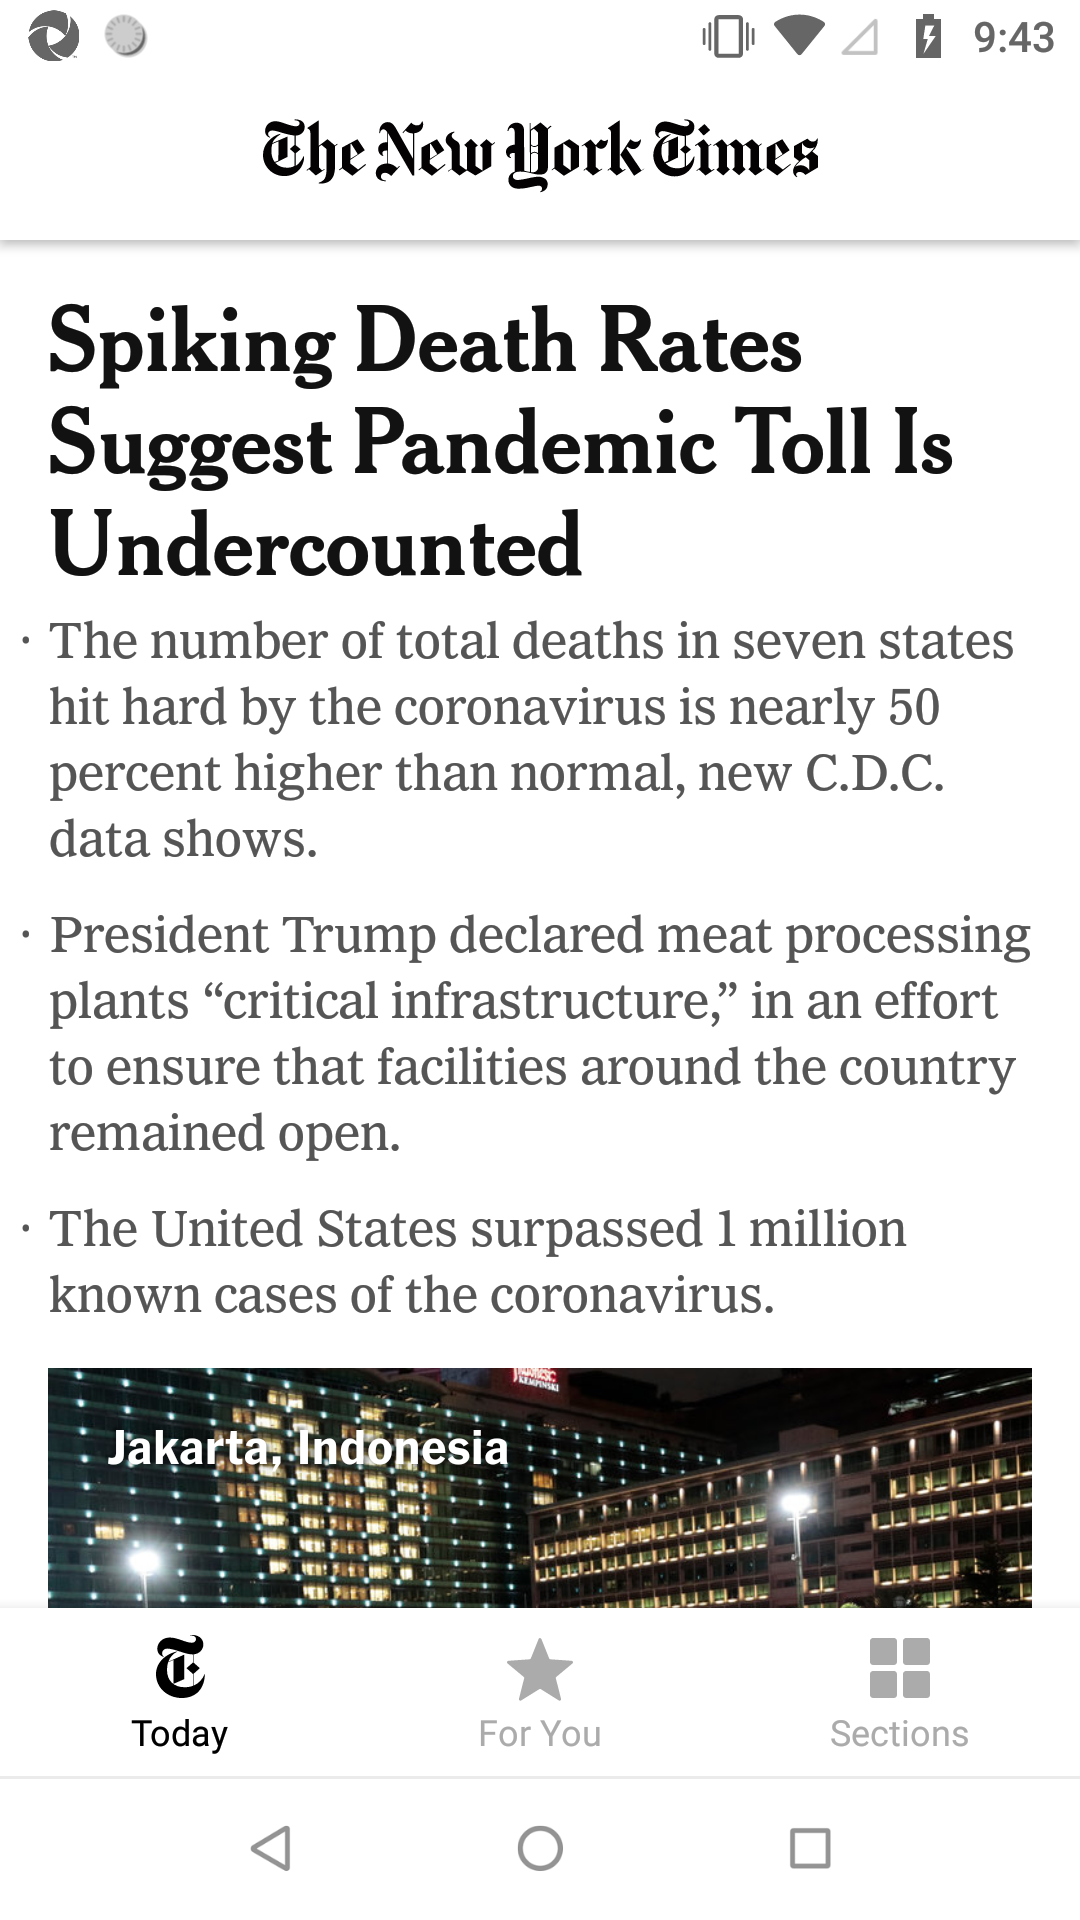 9:43
The New York Times
Spiking Death Rates
Suggest Pandemic Toll Is
Undercounted
· The number of total deaths in seven states
hit hard by the coronavirus is nearly 50
percent higher than normal, new C.D.C.
data shows.
· President Trump declared meat processing
plants “critical infrastructure,” in an effort
to ensure that facilities around the country
remained open.
· The United States surpassed 1 million
known cases of the coronavirus.
KEMPINSKI
Jakarta, Indonesia
T
Today
For You
Sections